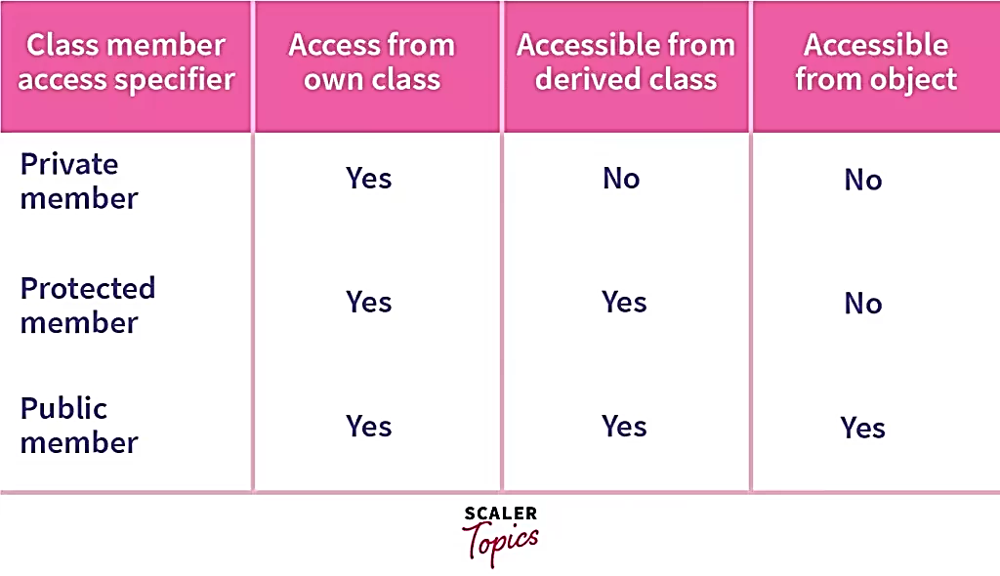 Class member
access specifier
Access from
own class
Accessible from
derived class
Accessible
from object
Private
member
Yes
No
No
Protected
member
Yes
Yes
No
Public
member
Yes
Yes
Yes
SCALER
Topics